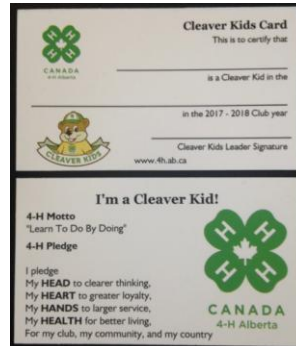 Cleaver Kids Card
This is to certify that
H H H H
CANADA
4-H Alberta
is a Cleaver Kid in the
in the 2017 - 2018 Club year
CLEAVER KIDS
Cleaver Kids Leader Signature
www.4h.ab.ca
I'm a Cleaver Kid!
4-H Motto
"Learn To Do By Doing"
4-H Pledge
I pledge
My HEAD to clearer thinking,
My HEART to greater loyalty,
My HANDS to larger service,
My HEALTH for better living,
For my club, my community, and my country
H H
H H
CANADA
4-H Alberta